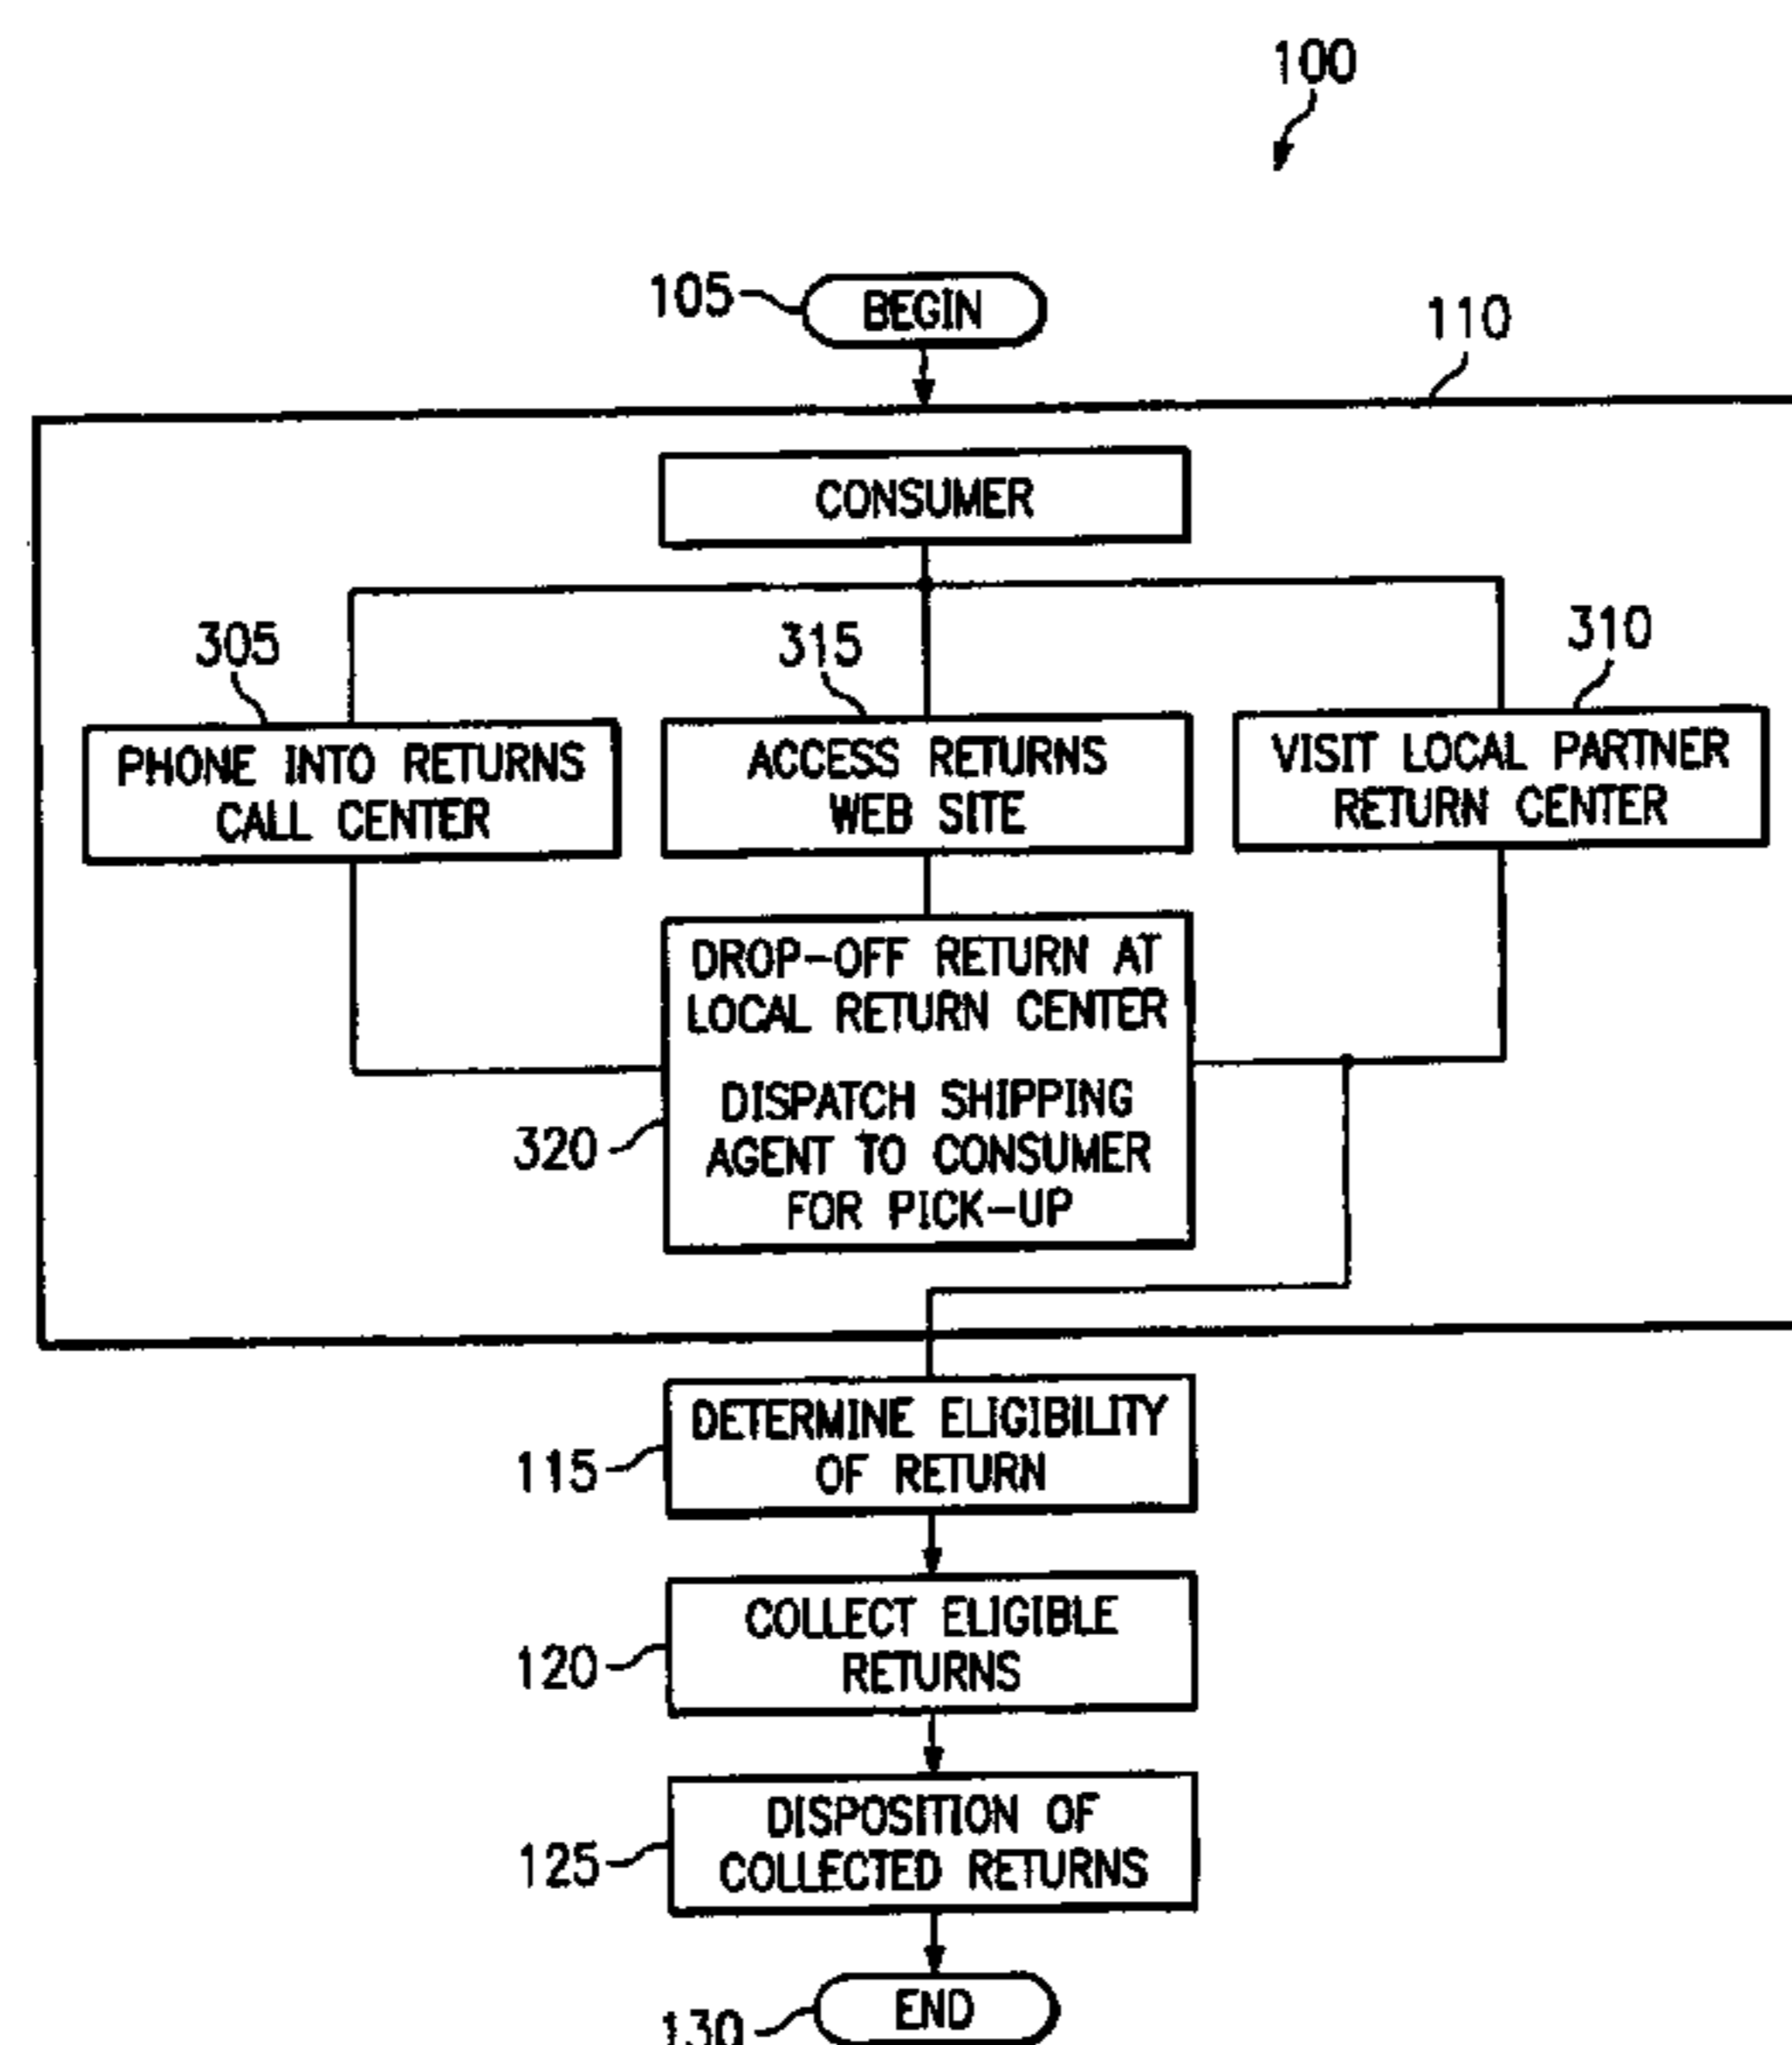 100
105
BEGIN
110
CONSUMER
305
315
310
PHONE INTO RETURNS
CALL CENTER
ACCESS RETURNS
WEB SITE
VISIT LOCAL PARTNER
RETURN CENTER
DROP-OFF RETURN AT
LOCAL RETURN CENTER
320
DISPATCH SHIPPING
AGENT TO CONSUMER
FOR PICK-UP
115
DETERMINE ELIGIBILITY
OF RETURN
120
COLLECT ELIGIBLE
RETURNS
125
DISPOSITION OF
COLLECTED RETURNS
130
END